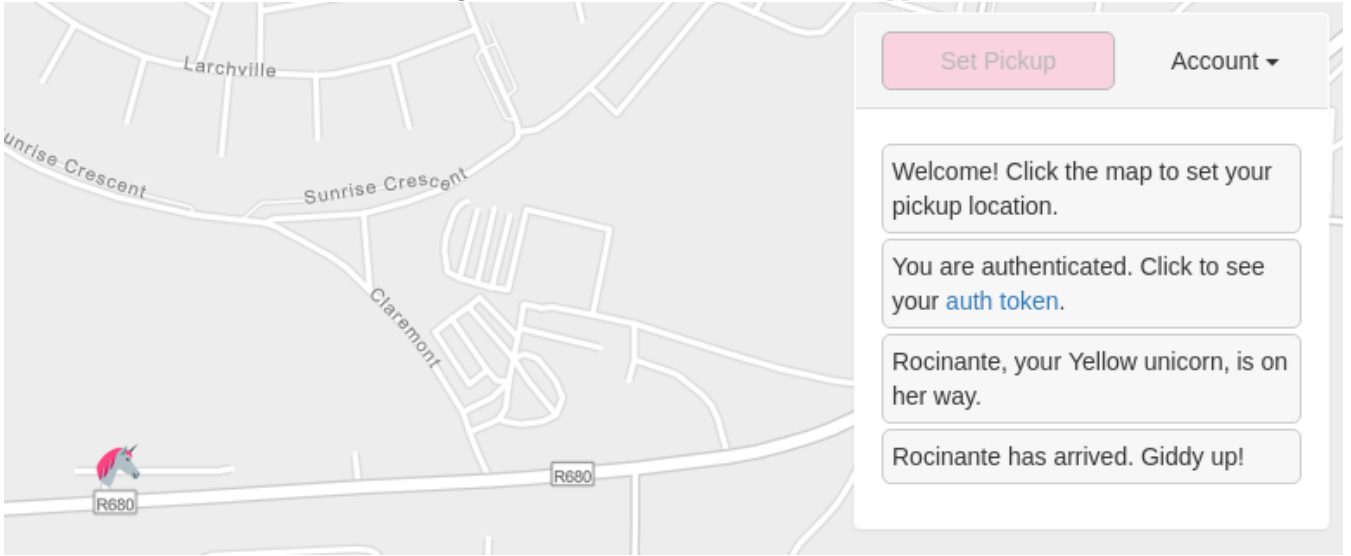 Larchville
unrise Crescent
Sunrise Crescent
Claremont
R680
R680
Set Pickup
Account
Welcome! Click the map to set your
pickup location.
You are authenticated. Click to see
your auth token.
Rocinante, your Yellow unicorn, is on
her way.
Rocinante has arrived. Giddy up!